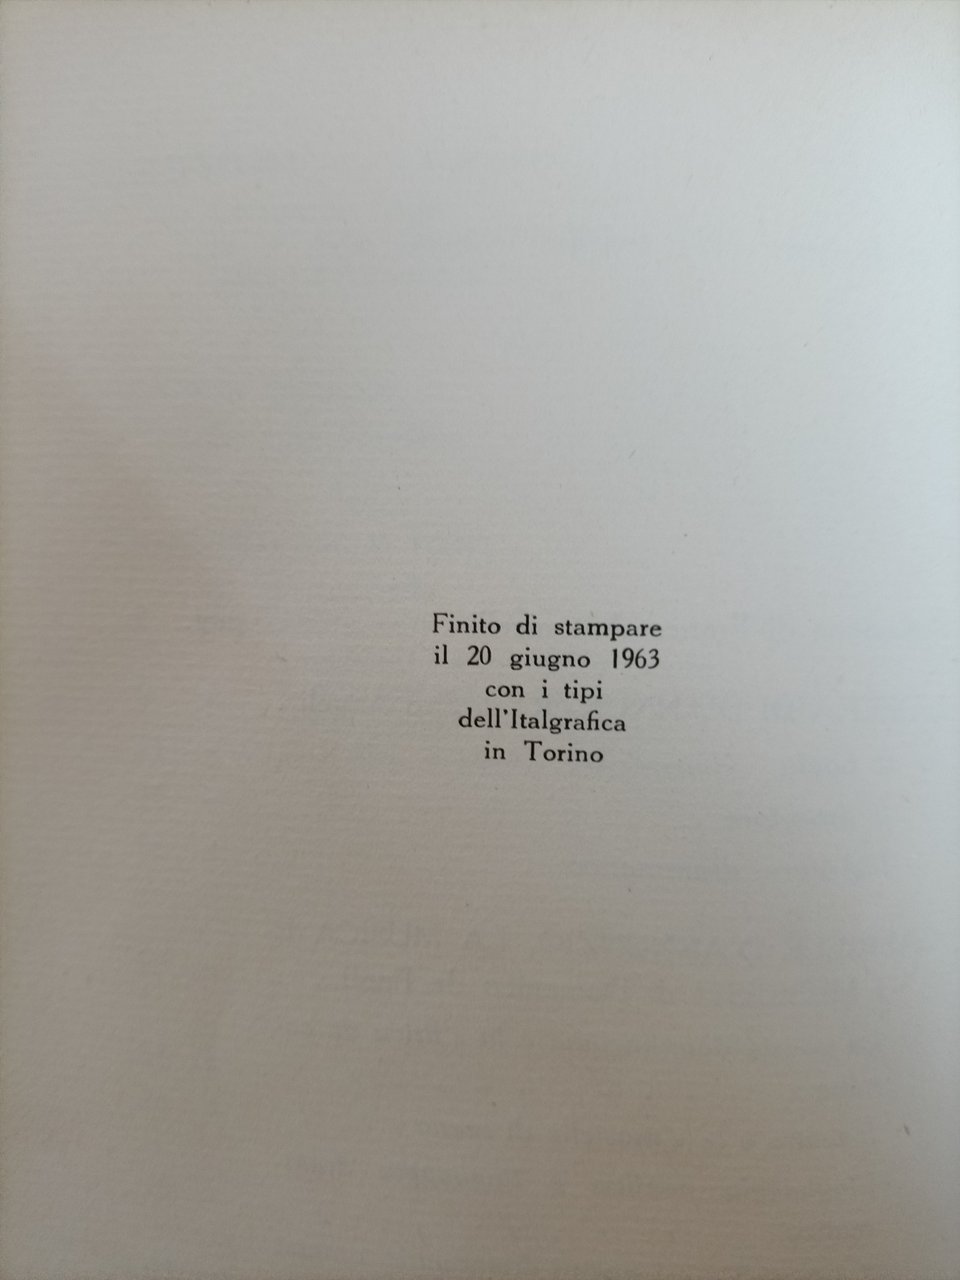 Finito di stampare
il 20 giugno 1963
con i tipi
dell'Italgrafica
in Torino